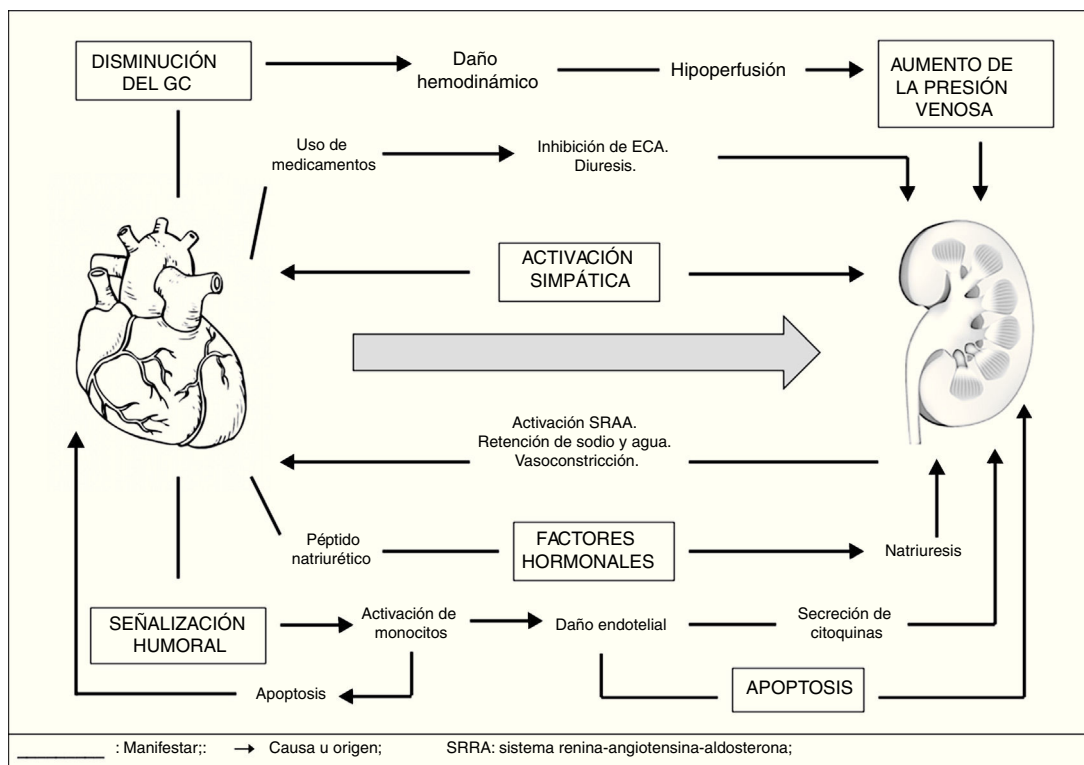 DISMINUCIÓN
DEL GC
Daño
hemodinámico
Hipoperfusión
AUMENTO DE
LA PRESIÓN
VENOSA
Uso de
medicamentos
Inhibición de ECA.
Diuresis.
ACTIVACIÓN
SIMPÁTICA
Activación SRAA.
Retención de sodio y agua.
Vasoconstricción.
Péptido
natriurético
FACTORES
HORMONALES
Natriuresis
SEÑALIZACIÓN
HUMORAL
Activación de
monocitos
Daño endotelial
Secreción de
citoquinas
Apoptosis
APOPTOSIS
: Manifestar;: → Causa u origen; SRRA: sistema renina-angiotensina-aldosterona;